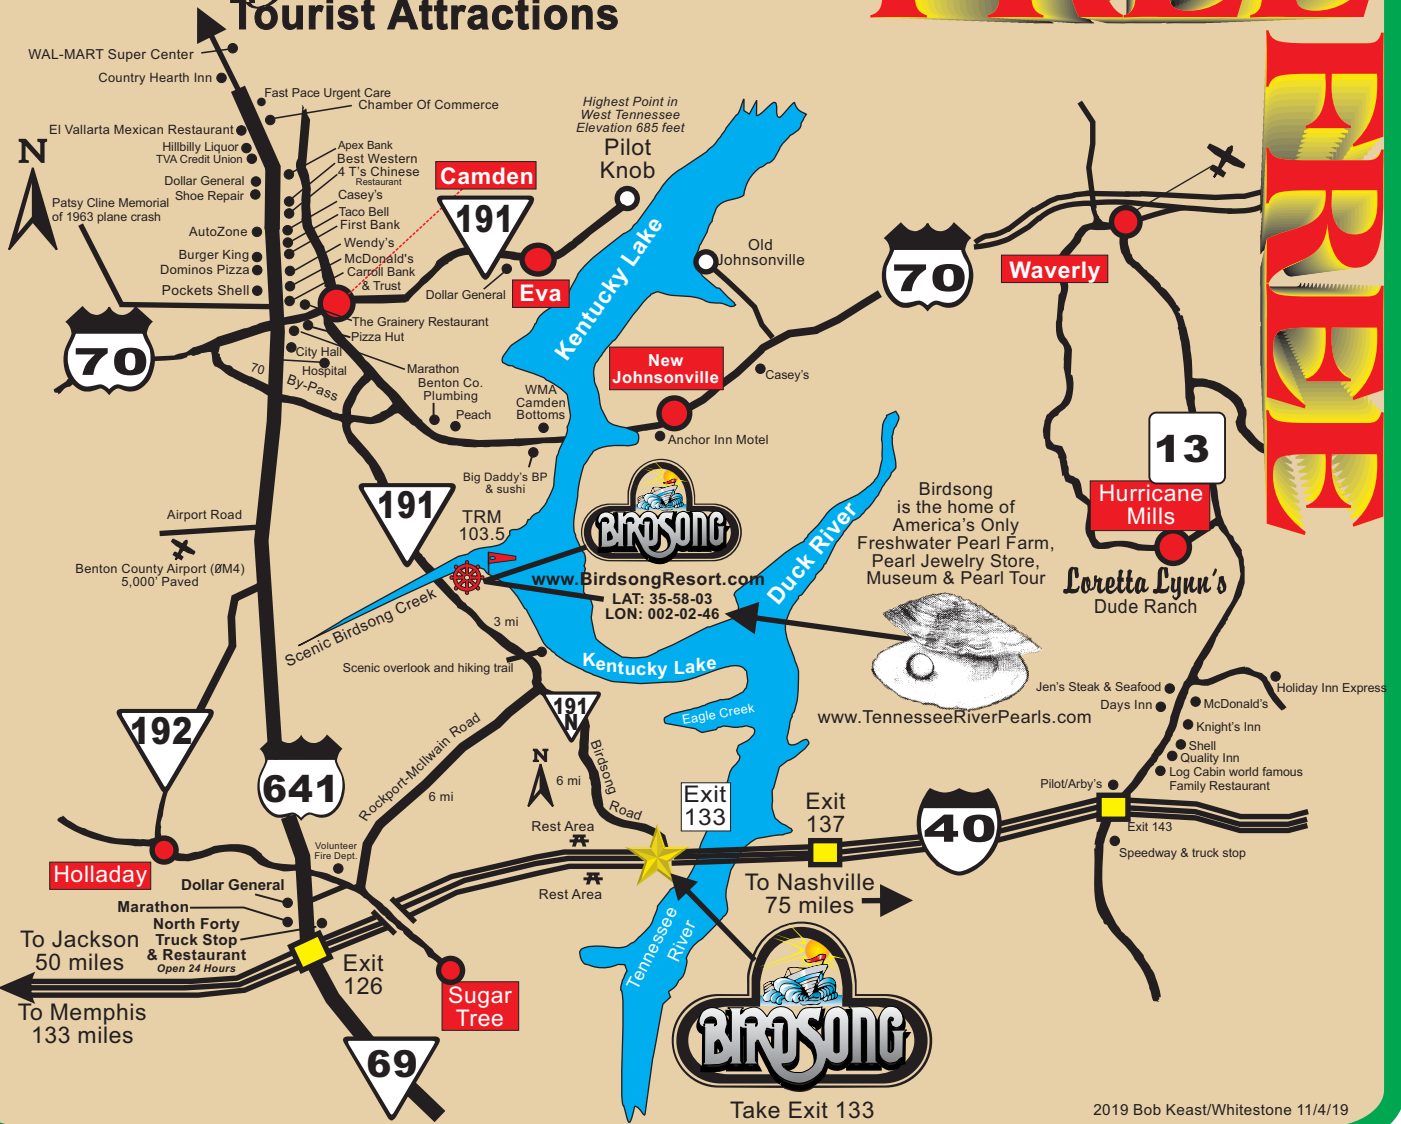 Tourist Attractions
FREE
FREE
WAL-MART Super Center
Country Hearth Inn
Fast Pace Urgent Care
Chamber Of Commerce
El Vallarta Mexican Restaurant
Hillbilly Liquor
TVA Credit Union
Dollar General
Shoe Repair
Patsy Cline Memorial
of 1963 plane crash
AutoZone
Burger King
Dominos Pizza
Pockets Shell
N
Apex Bank
Best Western
4 T's Chinese
Restaurant
Casey's
Taco Bell
First Bank
Wendy's
McDonald's
Carroll Bank
& Trust
The Grainery Restaurant
Pizza Hut
City Hall
Hospital
Marathon
Benton Co.
Plumbing
Peach
WMA
Camden
Bottoms
Big Daddy's BP
& sushi
Camden
191
Dollar General
Eva
Highest Point in
West Tennessee
Elevation 685 feet
Pilot
Knob
Kentucky Lake
Old
Johnsonville
70
New
Johnsonville
Casey's
Anchor Inn Motel
Waverly
13
Hurricane
Mills
Loretta Lynn's
Dude Ranch
70
70
By-Pass
191
TRM
103.5
BIRDSONG
www.BirdsongResort.com
LAT: 35-58-03
LON: 002-02-46
Duck River
Birdsong
is the home of
America's Only
Freshwater Pearl Farm,
Pearl Jewelry Store,
Museum & Pearl Tour
www.TennesseeRiverPearls.com
Airport Road
Benton County Airport (ØM4)
5,000' Paved
Scenic Birdsong Creek
3 mi
Scenic overlook and hiking trail
Kentucky Lake
Eagle Creek
191
N
N
Birdsong
Road
6 mi
Rockport-McIlwain Road
6 mi
192
641
Exit
133
Exit
137
40
Jen's Steak & Seafood
Days Inn
Holiday Inn Express
McDonald's
Knight's Inn
Shell
Quality Inn
Log Cabin world famous
Family Restaurant
Pilot/Arby's
Exit 143
Speedway & truck stop
Rest Area
Rest Area
Volunteer
Fire Dept.
Holladay
Dollar General
Marathon
North Forty
Truck Stop
& Restaurant
Open 24 Hours
To Jackson
50 miles
To Memphis
133 miles
Exit
126
Sugar
Tree
69
To Nashville
75 miles
Tennessee
River
BIRDSONG
Take Exit 133
2019 Bob Keast/Whitestone 11/4/19